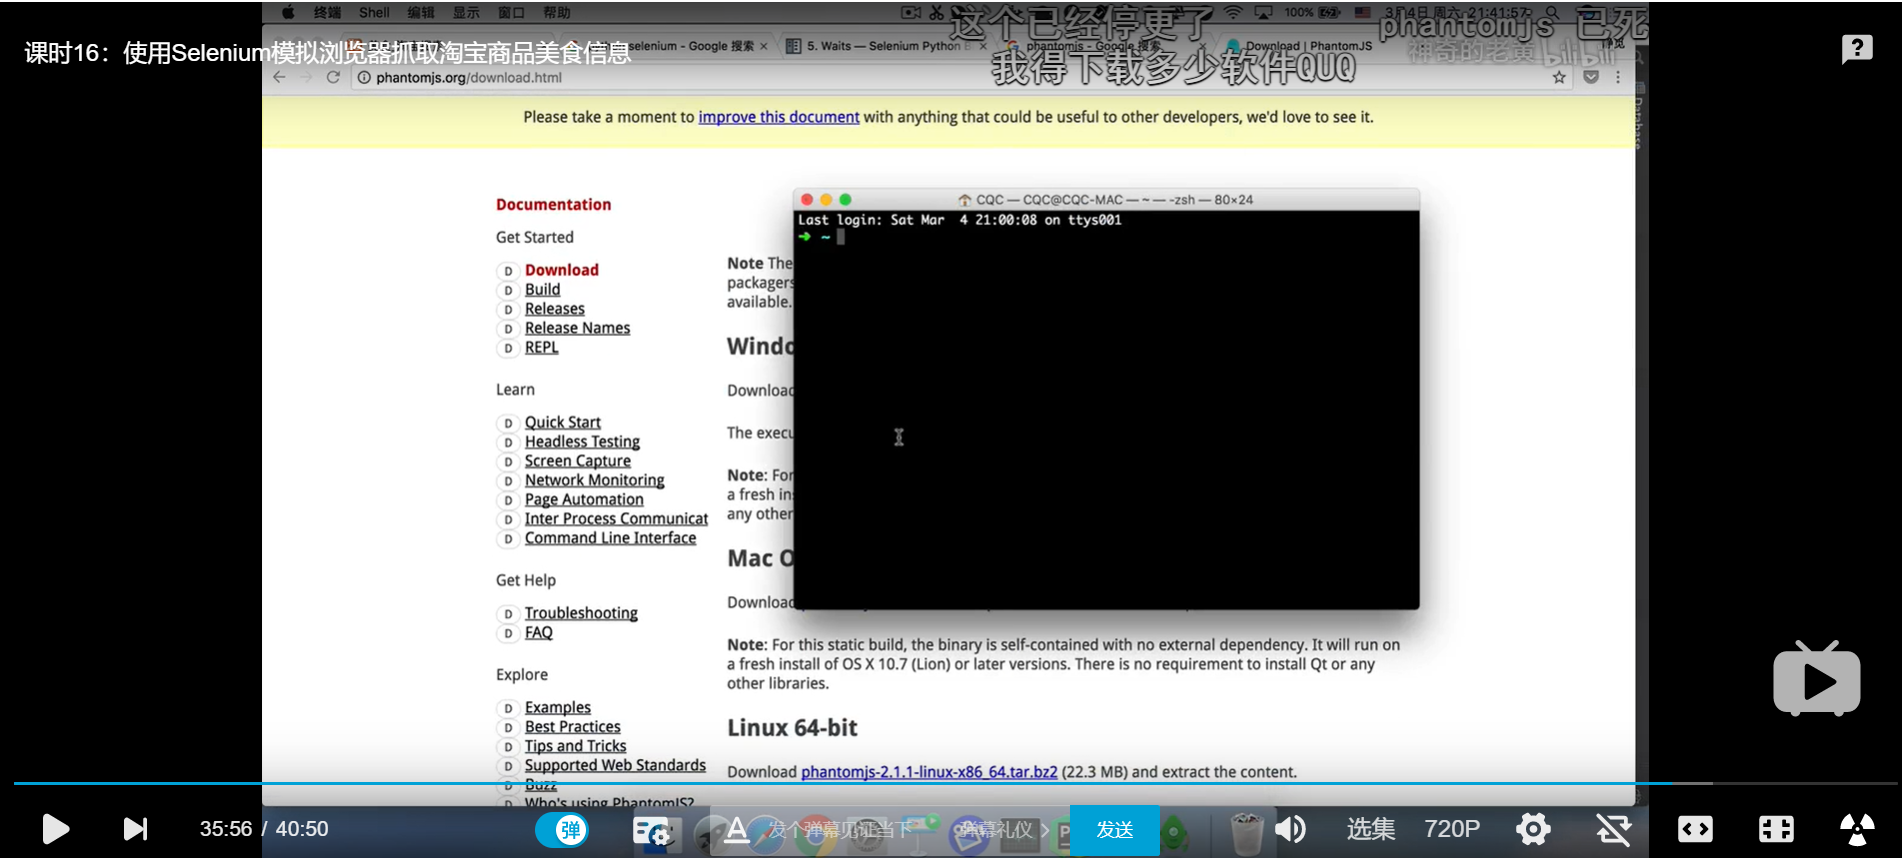 终端 Shell 编辑 显示 窗口 帮助
100% 3月4日 周六 21:41:57
这个已经停更了
phantomjs 已死
课时16：使用Selenium模拟浏览器抓取淘宝商品美食信息
selenium - Google 搜索
5. Waits — Selenium Python B
phantomjs - Google 搜索
Download | PhantomJS
神奇的老黄 bilibili
我得下载多少软件QUQ
phantomjs.org/download.html
Database
Please take a moment to improve this document with anything that could be useful to other developers, we'd love to see it.
Documentation
Get Started
D Download
D Build
D Releases
D Release Names
D REPL
Learn
D Quick Start
D Headless Testing
D Screen Capture
D Network Monitoring
D Page Automation
D Inter Process Communicat
D Command Line Interface
Get Help
D Troubleshooting
D FAQ
Explore
D Examples
D Best Practices
D Tips and Tricks
D Supported Web Standards
D Buzz
D Who's using PhantomJS?
CQC — CQC@CQC-MAC — ~ — -zsh — 80×24
Last login: Sat Mar  4 21:00:08 on ttys001
➜ ~
Note The
packagers
available.
Windo
Download
The execu
Note: For
a fresh ins
any other
Mac O
Download
Note: For this static build, the binary is self-contained with no external dependency. It will run on
a fresh install of OS X 10.7 (Lion) or later versions. There is no requirement to install Qt or any
other libraries.
Linux 64-bit
Download phantomjs-2.1.1-linux-x86_64.tar.bz2 (22.3 MB) and extract the content.
35:56 / 40:50
弹
A 发个弹幕见证当下
弹幕礼仪
发送
选集
720P